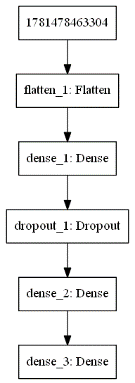 1781478463304
flatten_1: Flatten
dense_1: Dense
dropout_1: Dropout
dense_2: Dense
dense_3: Dense